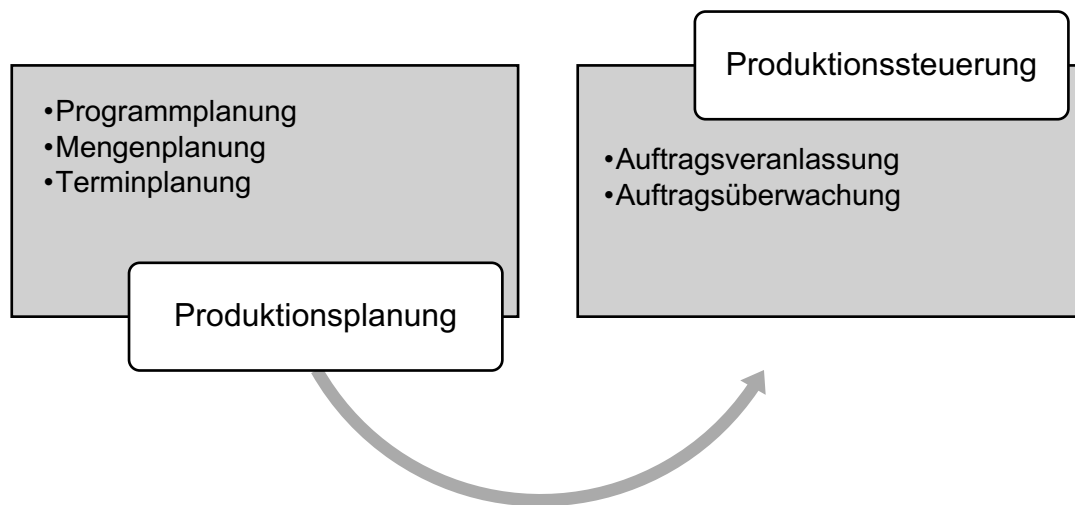 •Programmplanung
•Mengenplanung
•Terminplanung
Produktionsplanung
Produktionssteuerung
•Auftragsveranlassung
•Auftragsüberwachung